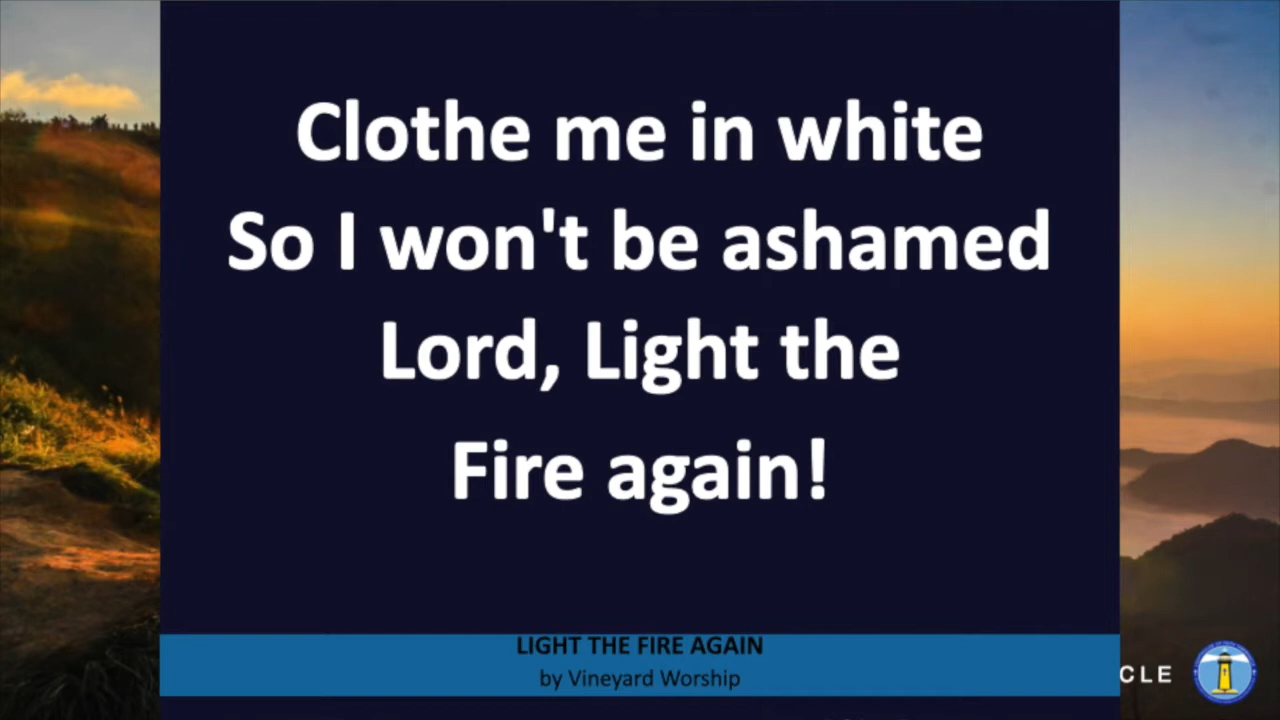 Clothe me in white
So I won't be ashamed
Lord, Light the
Fire again!
LIGHT THE FIRE AGAIN
by Vineyard Worship
CLE